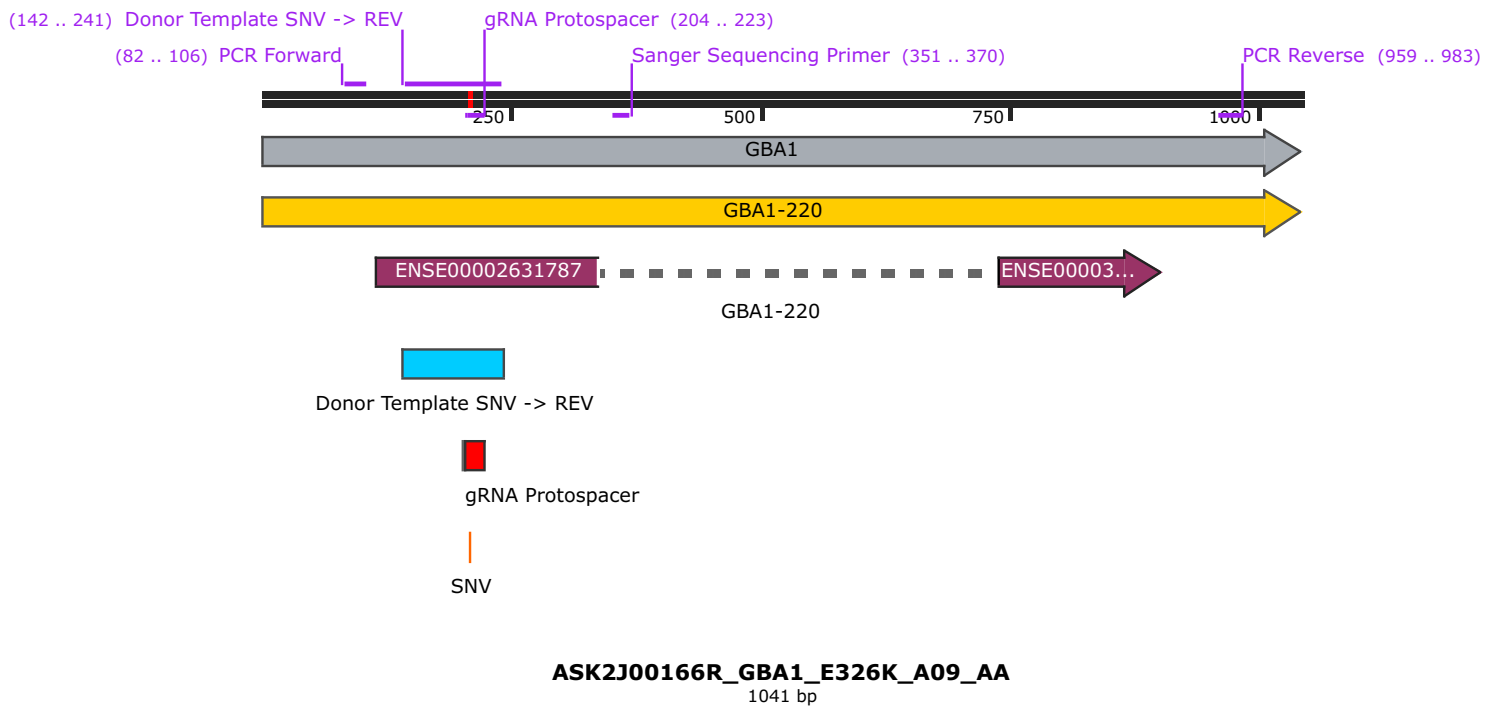 (142 .. 241) Donor Template SNV -> REV
gRNA Protospacer (204 .. 223)
(82 .. 106) PCR Forward
Sanger Sequencing Primer (351 .. 370)
PCR Reverse (959 .. 983)
250
500
750
1000
GBA1
GBA1-220
ENSE00002631787
ENSE00003...
GBA1-220
Donor Template SNV -> REV
gRNA Protospacer
SNV
ASK2J00166R_GBA1_E326K_A09_AA
1041 bp